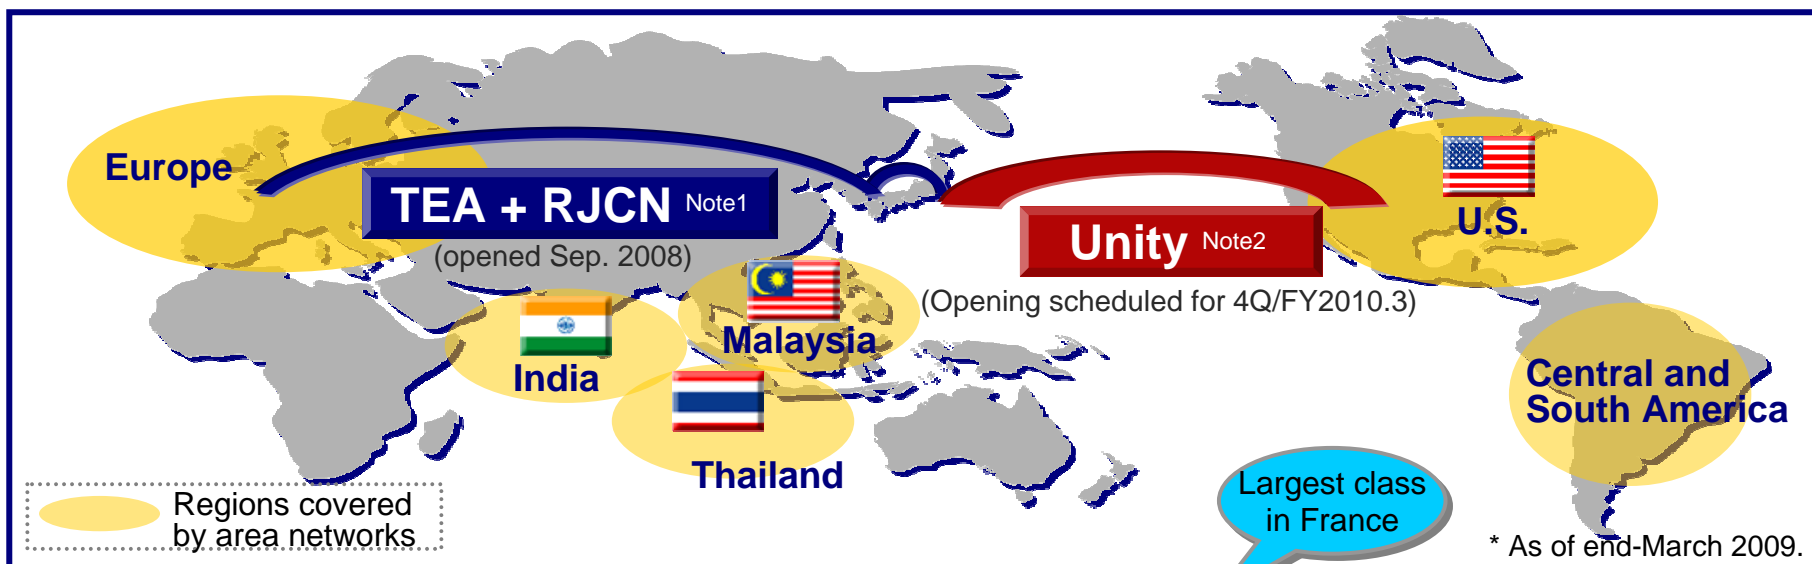 Europe
TEA + RJCN Note1
(opened Sep. 2008)
Unity Note2
(Opening scheduled for 4Q/FY2010.3)
U.S.
Malaysia
India
Thailand
Central and
South America
Regions covered
by area networks
Largest class
in France
* As of end-March 2009.